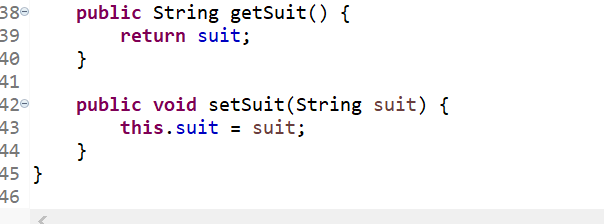 38 public String getSuit() {
39 return suit;
40 }
41
42 public void setSuit(String suit) {
43 this.suit = suit;
44 }
45 }
46